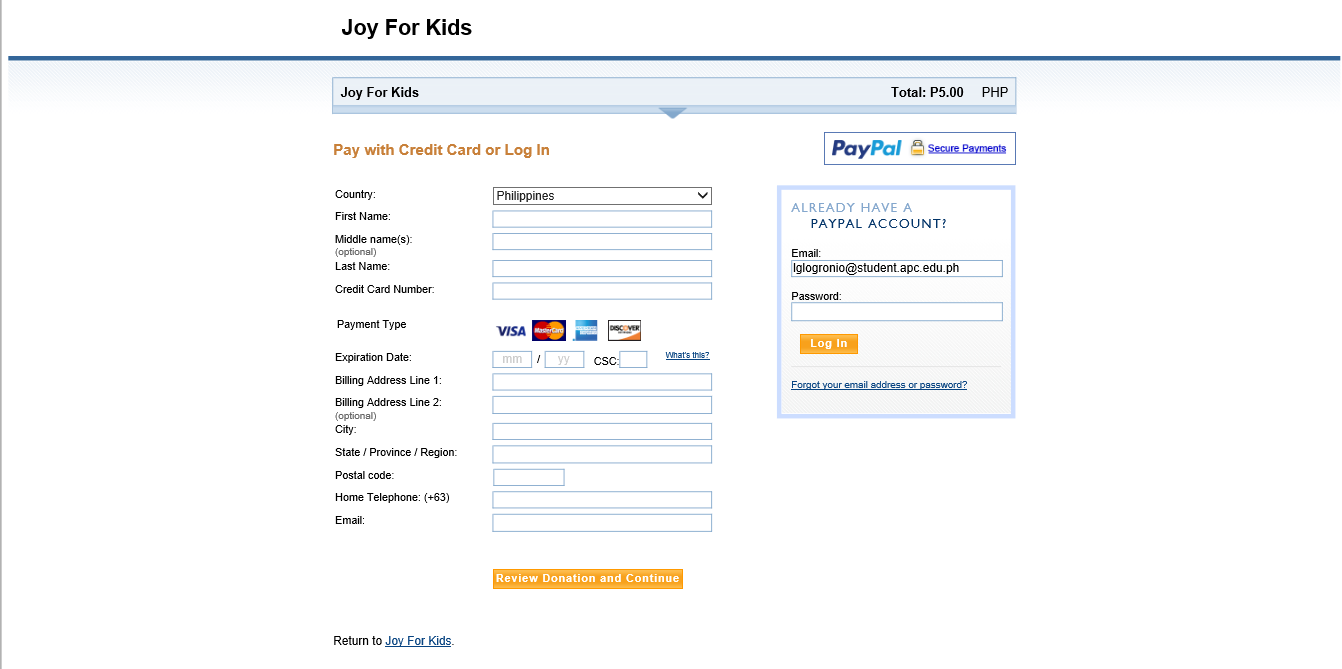 Joy For Kids
Joy For Kids Total: P5.00 PHP
Pay with Credit Card or Log In
PayPal Secure Payments
Country: Philippines
First Name:
Middle name(s):
(optional)
Last Name:
Credit Card Number:
Payment Type VISA MasterCard AMERICAN EXPRESS DISCOVER
Expiration Date: mm / yy CSC: What's this?
Billing Address Line 1:
Billing Address Line 2:
(optional)
City:
State / Province / Region:
Postal code:
Home Telephone: (+63)
Email:
Review Donation and Continue
ALREADY HAVE A
PAYPAL ACCOUNT?
Email:
lglogronio@student.apc.edu.ph
Password:
Log In
Forgot your email address or password?
Return to Joy For Kids.